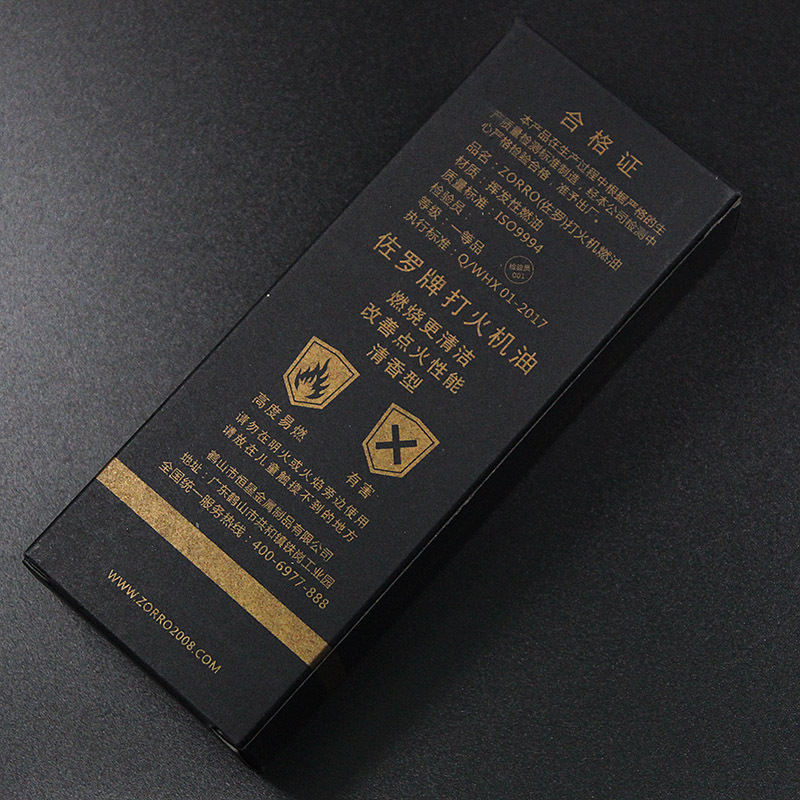 合格证
本产品在生产过程中根据严格的生
产质量检测标准制造，经本公司检测中
心严格检验合格，准予出厂。
品名：ZORRO(佐罗)打火机燃油
材质：挥发性燃油
质量标准：ISO9994
检验员：
检验员
001
等级：一等品
执行标准：Q/WHX 01-2017
佐罗牌打火机油
燃烧更清洁
改善点火性能
清香型
高度易燃
有害
请勿在明火或火焰旁边使用
请放在儿童触摸不到的地方
鹤山市恒星金属制品有限公司
地址：广东鹤山市共和镇铁岗工业园
全国统一服务热线：400-6977-888
WWW.ZORRO2008.COM